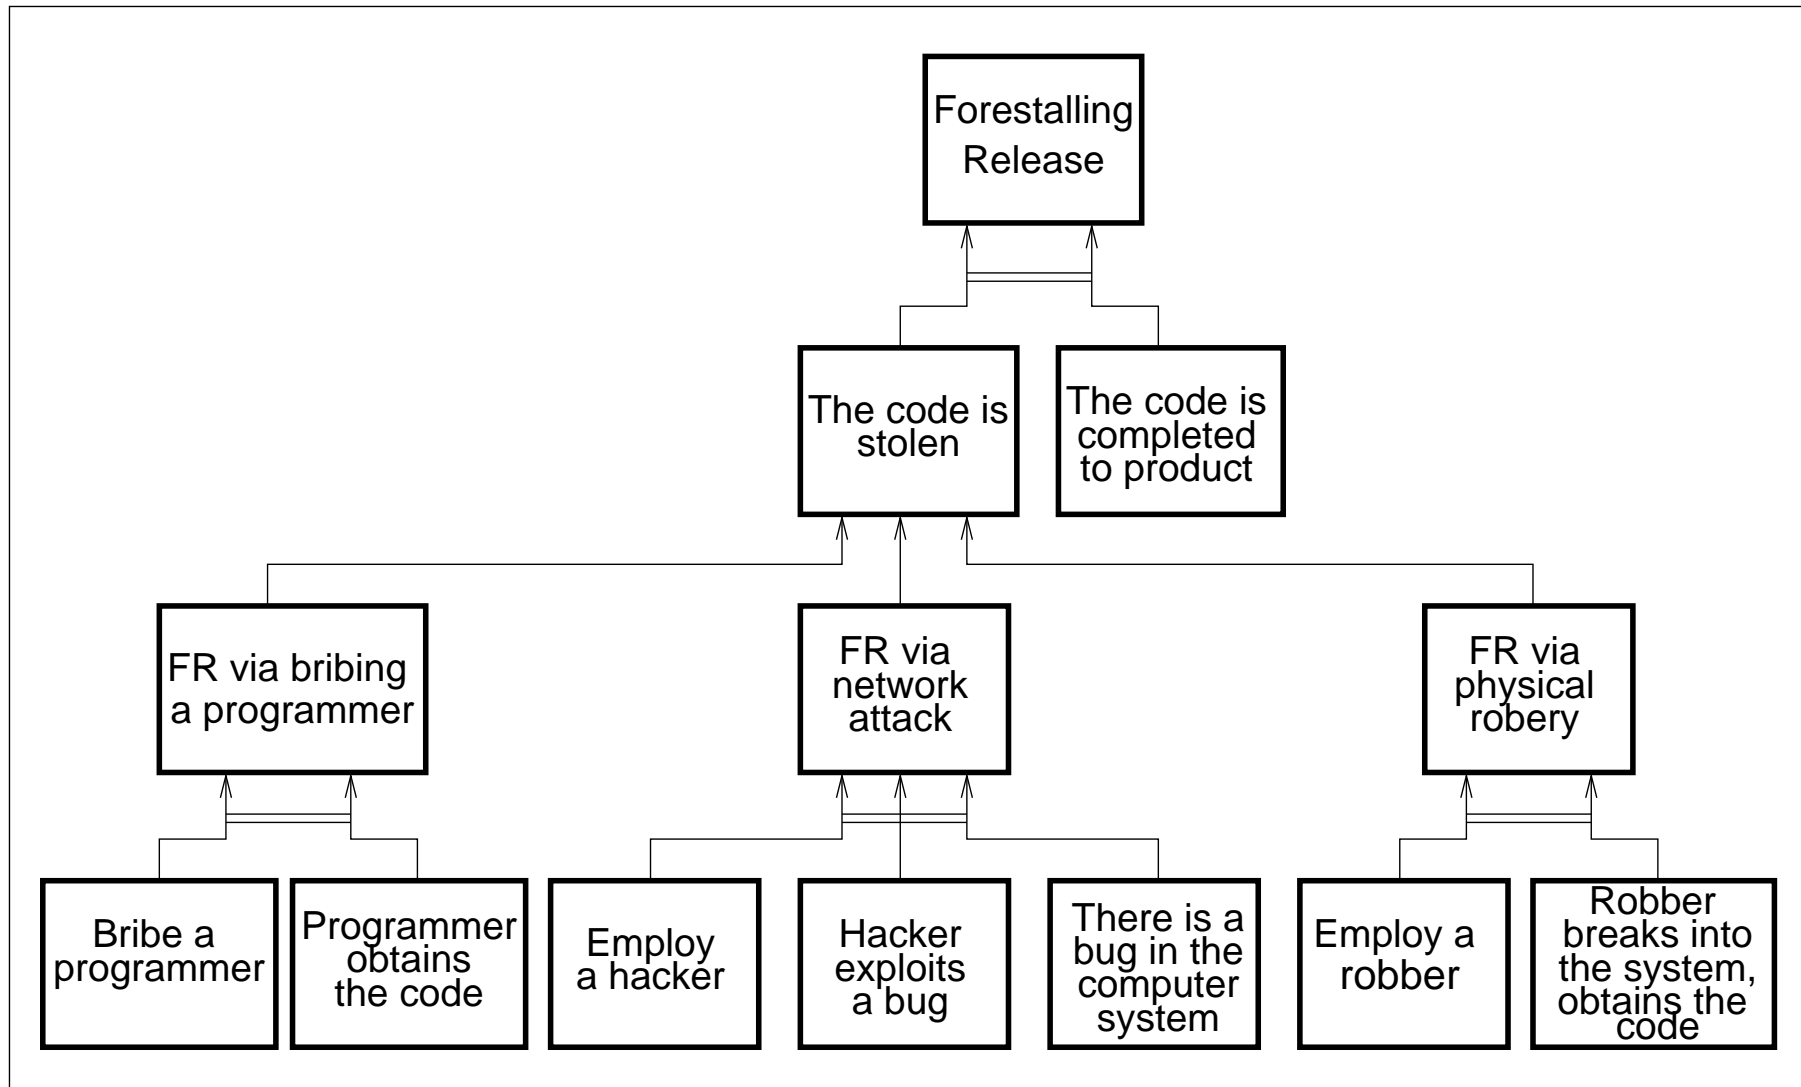 Forestalling
Release
The code is
stolen
The code is
completed
to product
FR via bribing
a programmer
FR via
network
attack
FR via
physical
robery
Bribe a
programmer
Programmer
obtains
the code
Employ
a hacker
Hacker
exploits
a bug
There is a
bug in the
computer
system
Employ a
robber
Robber
breaks into
the system,
obtains the
code